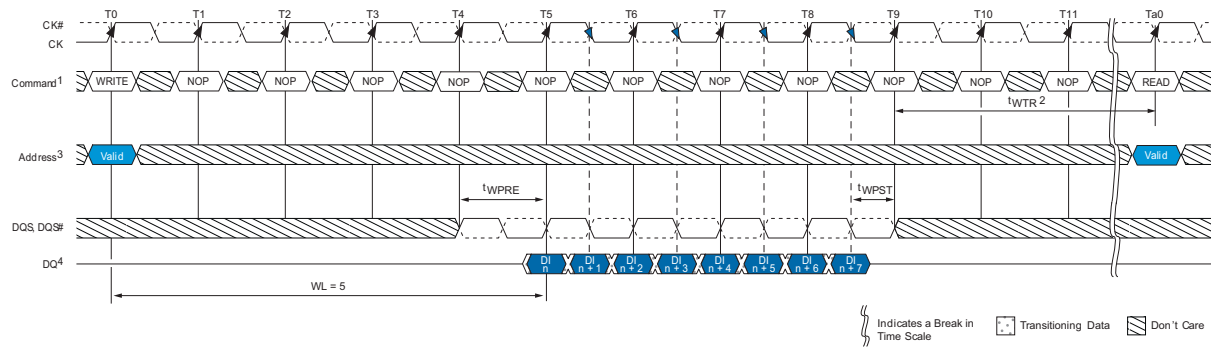 T0 T1 T2 T3 T4 T5 T6 T7 T8 T9 T10 T11 Ta0
CK#
CK
Command1 WRITE NOP NOP NOP NOP NOP NOP NOP NOP NOP NOP NOP READ
tWTR 2
Address3 Valid Valid
tWPRE tWPST
DQS, DQS#
DQ4 DI n DI n + 1 DI n + 2 DI n + 3 DI n + 4 DI n + 5 DI n + 6 DI n + 7
WL = 5
Indicates a Break in
Time Scale
Transitioning Data
Don't Care